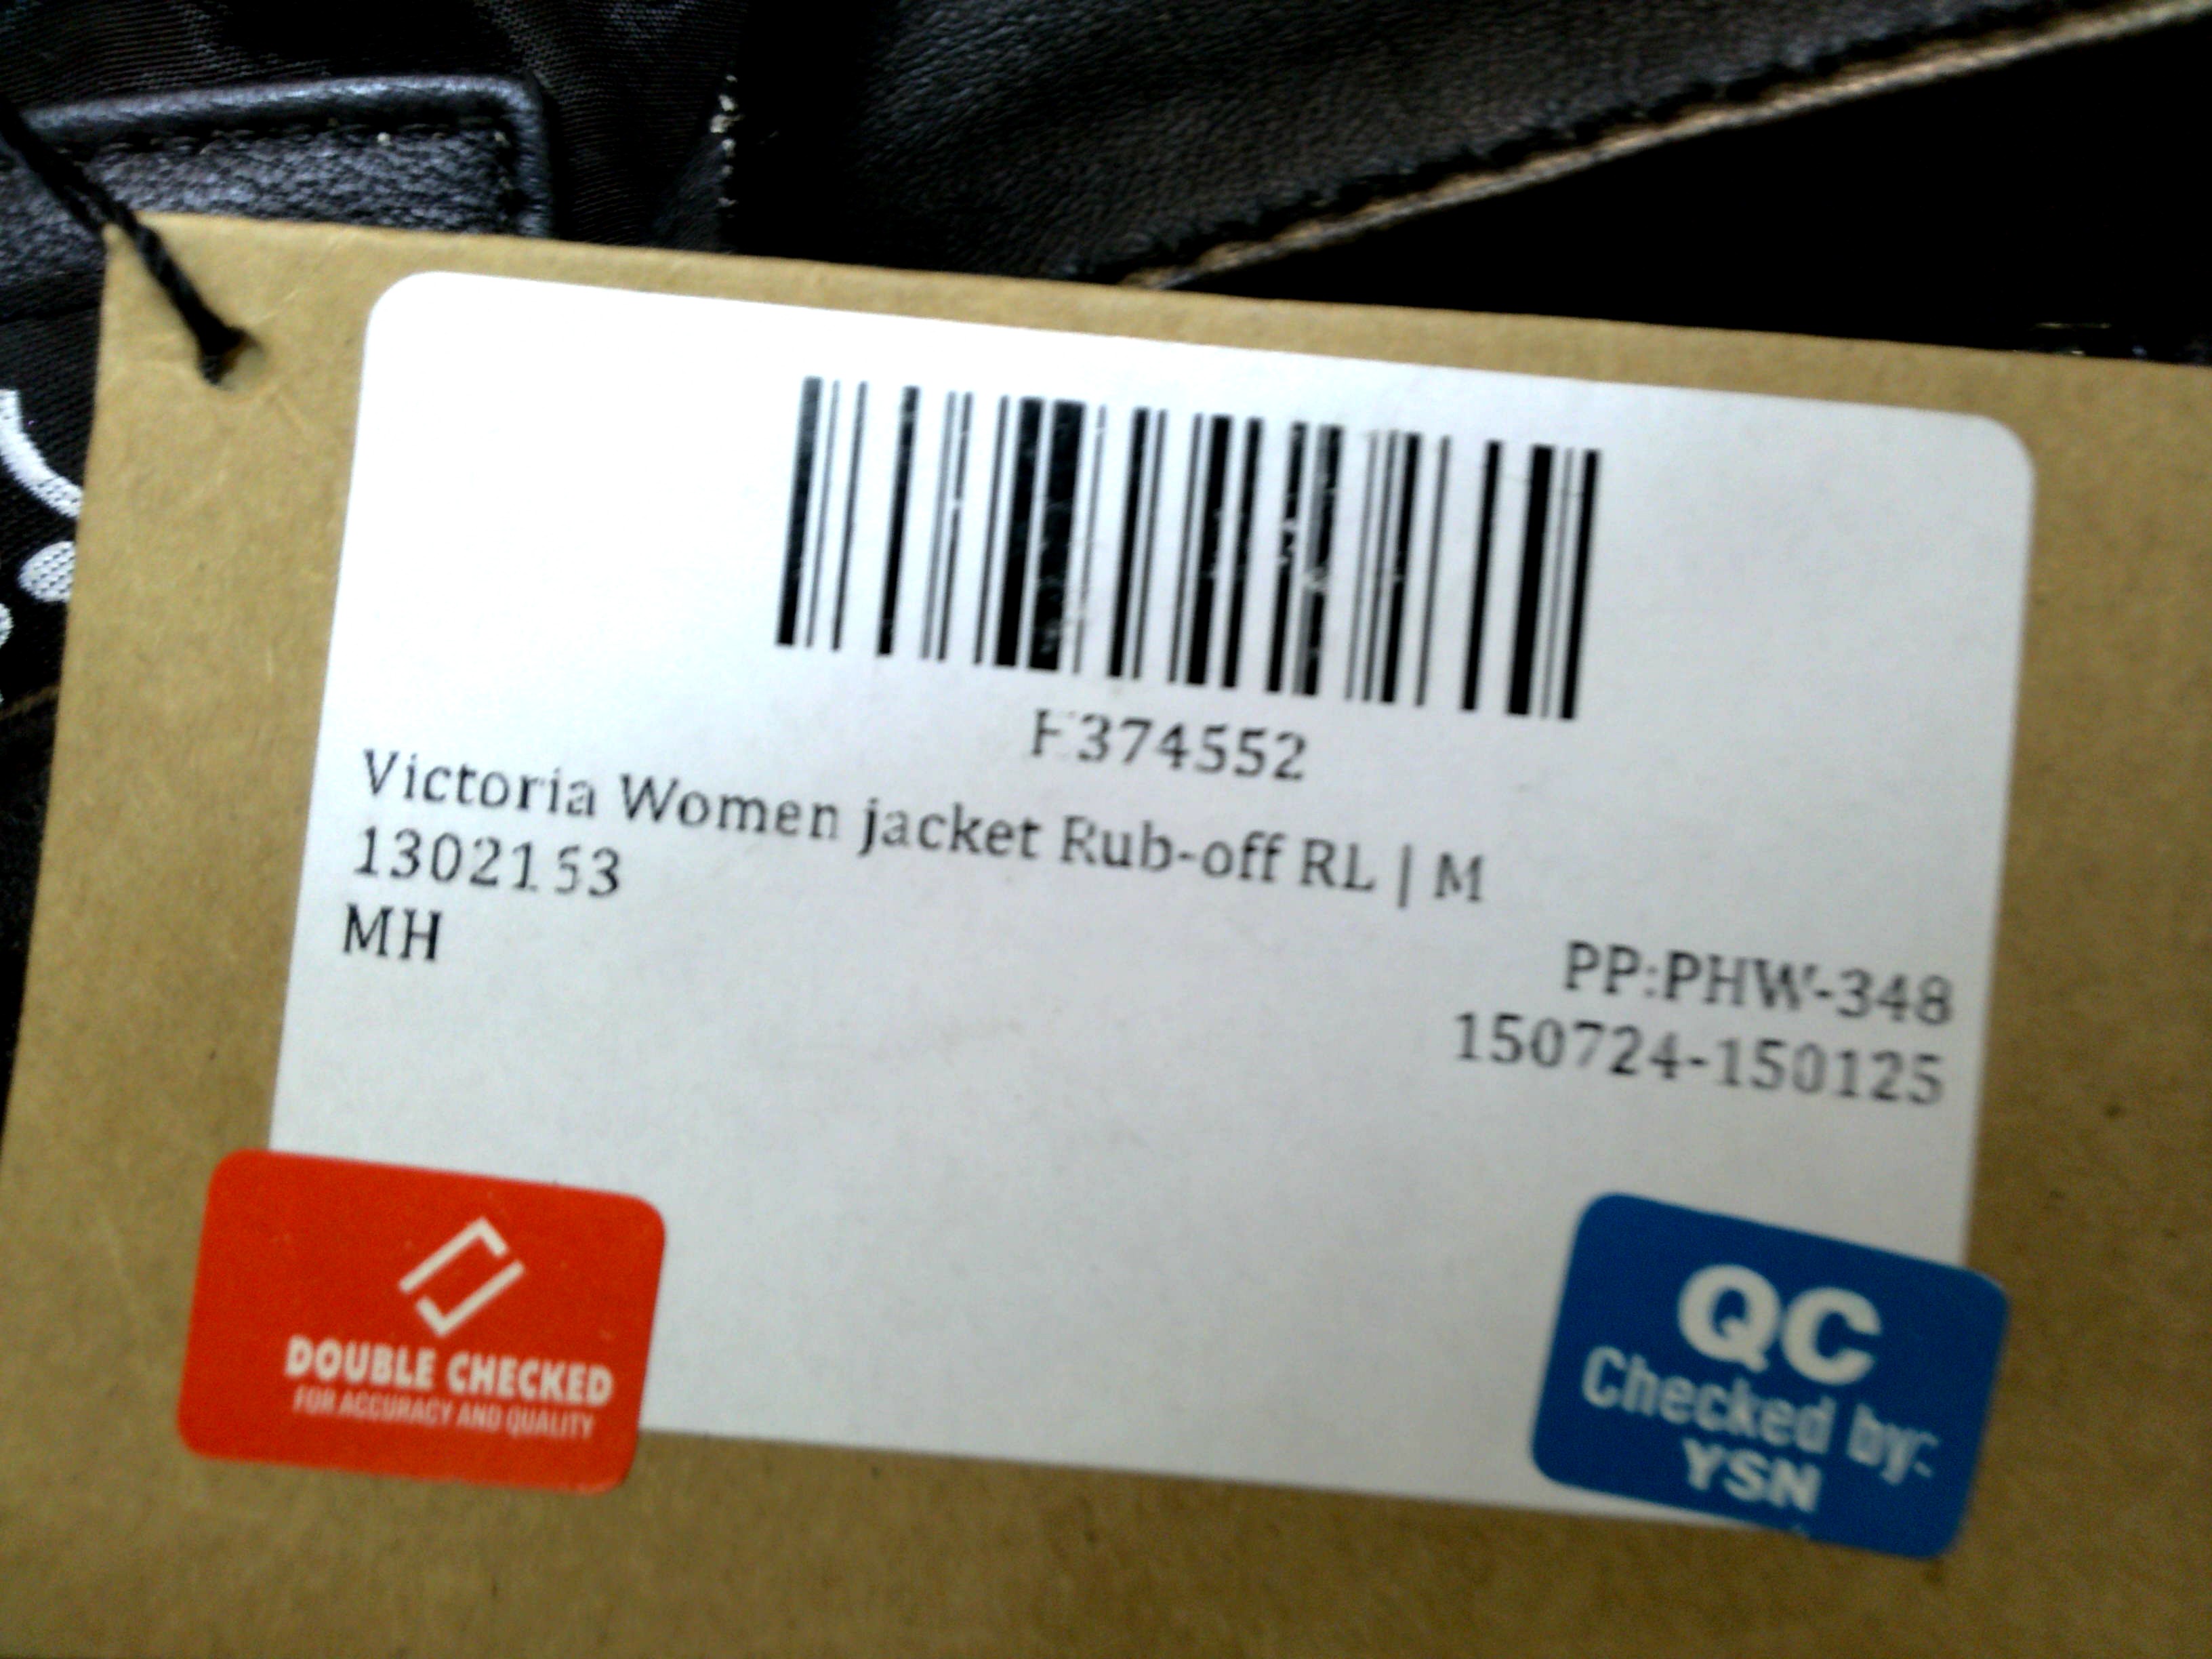 F374552
Victoria Women jacket Rub-off RL | M
1302153
MH
PP:PHW-348
150724-150125
DOUBLE CHECKED
FOR ACCURACY AND QUALITY
QC
Checked by:
YSN